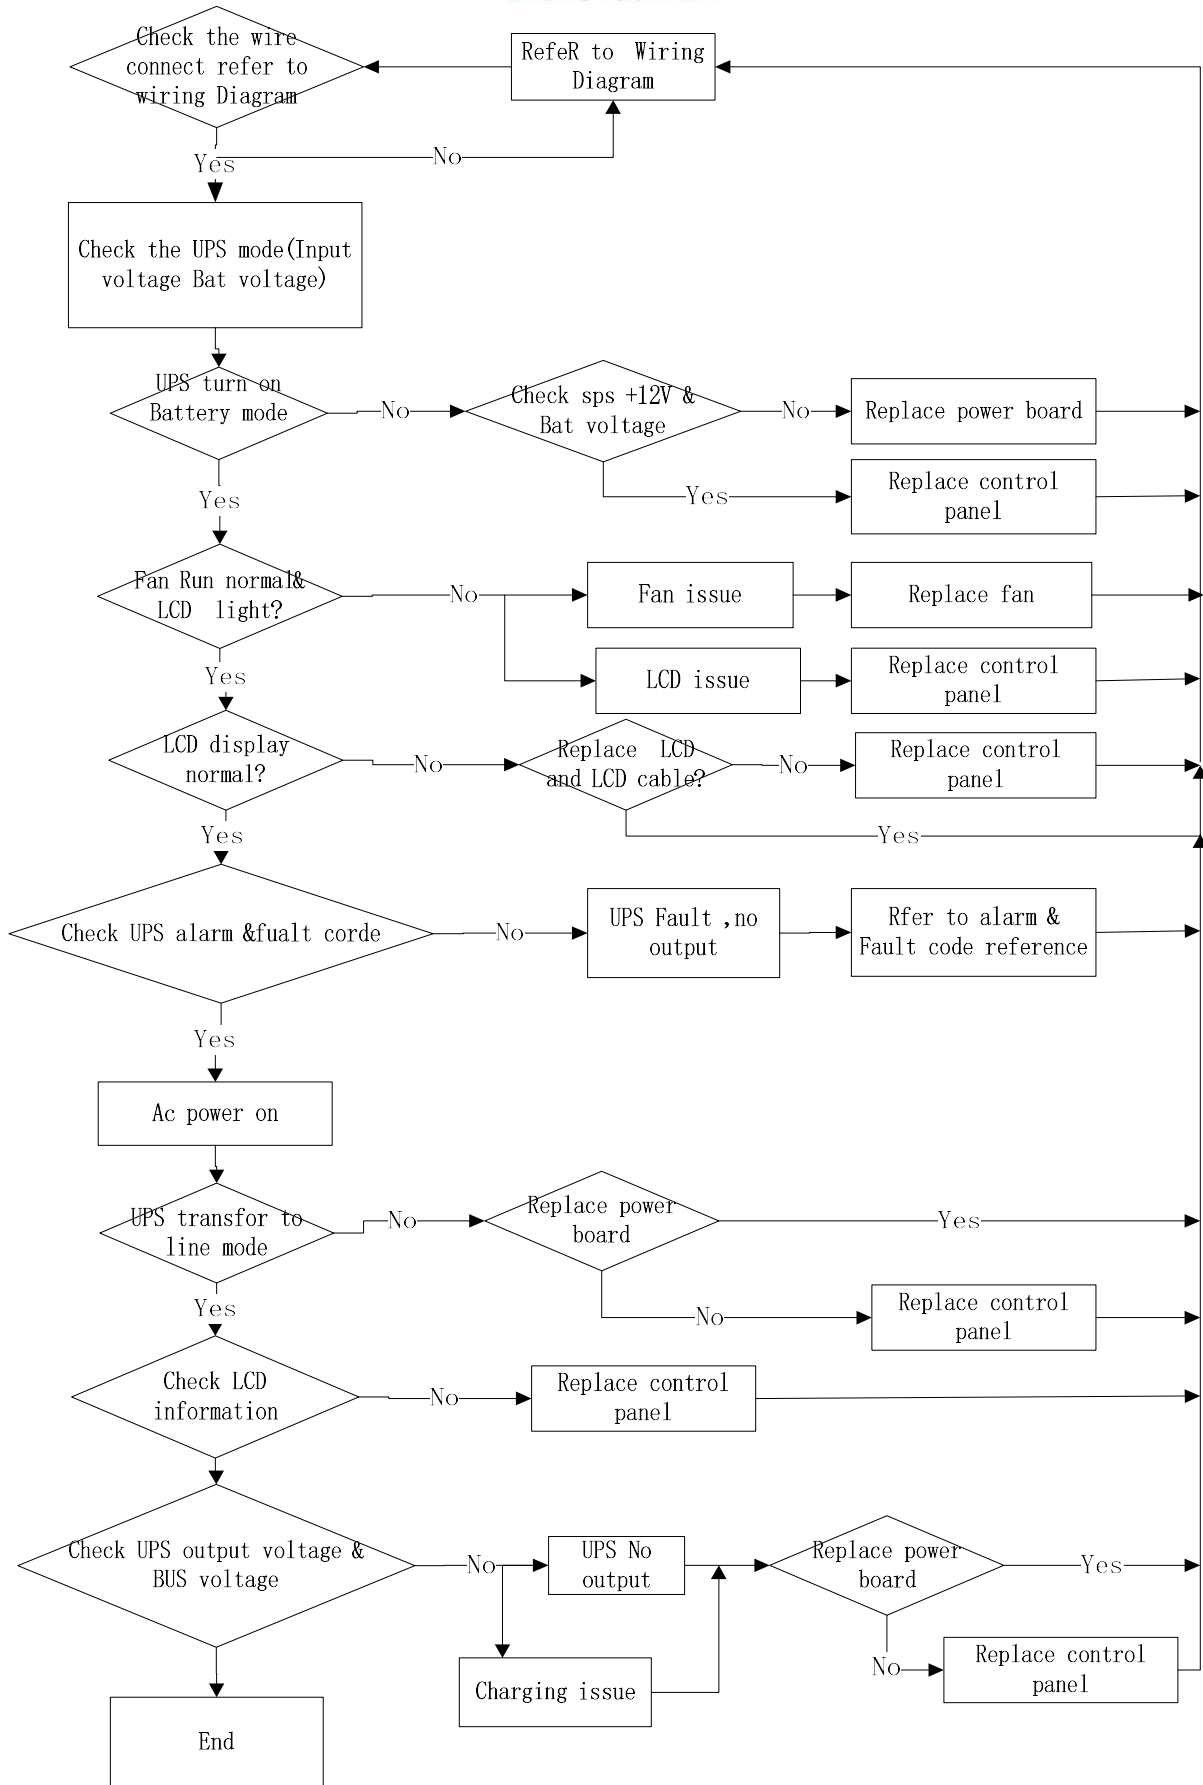 Check the wire
connect refer to
wiring Diagram
RefeR to Wiring
Diagram
No
Yes
Check the UPS mode(Input
voltage Bat voltage)
UPS turn on
Battery mode
No
Check sps +12V &
Bat voltage
No
Replace power board
Yes
Yes
Replace control
panel
Fan Run normal&
LCD light?
No
Fan issue
Replace fan
Yes
LCD issue
Replace control
panel
LCD display
normal?
No
Replace LCD
and LCD cable?
No
Replace control
panel
Yes
Yes
Check UPS alarm &fualt corde
No
UPS Fault ,no
output
Rfer to alarm &
Fault code reference
Yes
Ac power on
UPS transfor to
line mode
No
Replace power
board
Yes
Yes
No
Replace control
panel
Check LCD
information
No
Replace control
panel
Check UPS output voltage &
BUS voltage
No
UPS No
output
Replace power
board
Yes
Charging issue
No
Replace control
panel
End